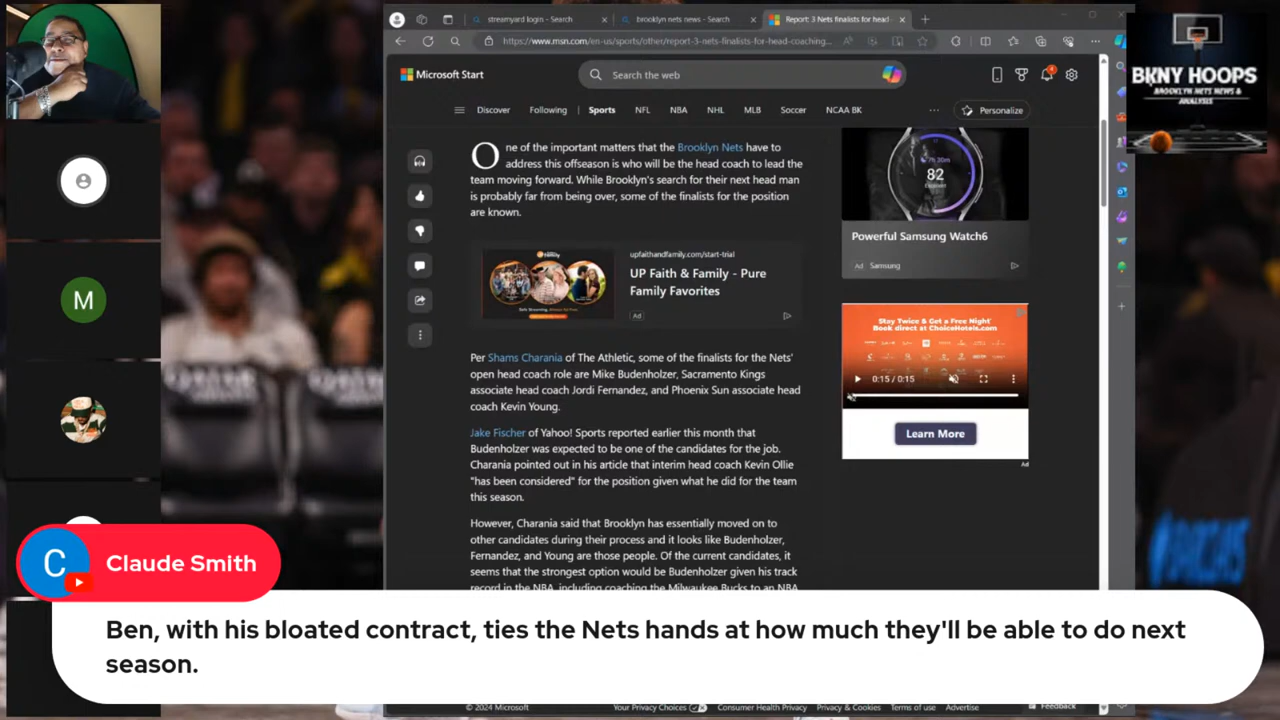 streamyard login - Search
brooklyn nets news - Search
Report: 3 Nets finalists for head
https://www.msn.com/en-us/sports/other/report-3-nets-finalists-for-head-coaching...
BKNY HOOPS
BROOKLYN NETS NEWS &
ANALYSIS
Microsoft Start
Search the web
Discover Following Sports NFL NBA NHL MLB Soccer NCAA BK ... Personalize
One of the important matters that the Brooklyn Nets have to
address this offseason is who will be the head coach to lead the
team moving forward. While Brooklyn's search for their next head man
is probably far from being over, some of the finalists for the position
are known.
82
Powerful Samsung Watch6
Ad Samsung
upfaithandfamily.com/start-trial
UP Faith & Family - Pure
Family Favorites
Ad
Stay Twice & Get a Free Night*
Book direct at ChoiceHotels.com
0:15 / 0:15
Learn More
Ad
Per Shams Charania of The Athletic, some of the finalists for the Nets'
open head coach role are Mike Budenholzer, Sacramento Kings
associate head coach Jordi Fernandez, and Phoenix Sun associate head
coach Kevin Young.
Jake Fischer of Yahoo! Sports reported earlier this month that
Budenholzer was expected to be one of the candidates for the job.
Charania pointed out in his article that interim head coach Kevin Ollie
"has been considered" for the position given what he did for the team
this season.
However, Charania said that Brooklyn has essentially moved on to
other candidates during their process and it looks like Budenholzer,
Fernandez, and Young are those people. Of the current candidates, it
seems that the strongest option would be Budenholzer given his track
record in the NBA, including coaching the Milwaukee Bucks to an NBA
M
C
Claude Smith
Ben, with his bloated contract, ties the Nets hands at how much they'll be able to do next
season.
© 2024 Microsoft Your Privacy Choices Consumer Health Privacy Privacy & Cookies Terms of use Advertise Feedback